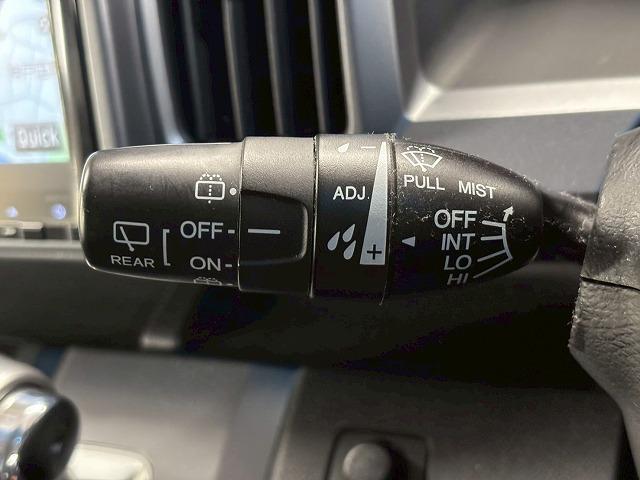 Quick
REAR
OFF
ON
ADJ.
-
+
PULL MIST
OFF
INT
LO
HI